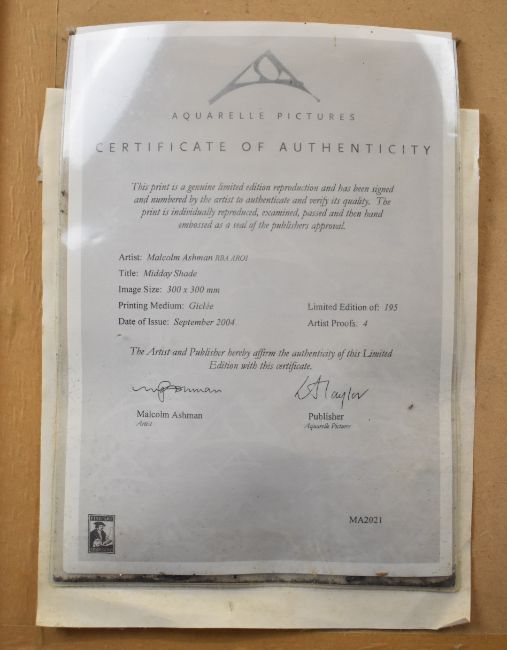 AQUARELLE PICTURES
CERTIFICATE OF AUTHENTICITY
This print is a genuine limited edition reproduction and has been signed
and numbered by the artist to authenticate and verify its quality. The
print is individually reproduced, examined, passed and then hand
embossed as a seal of the publishers approval.
Artist: Malcolm Ashman RBA AROI
Title: Midday Shade
Image Size: 300 x 300 mm
Printing Medium: Giclée Limited Edition of: 195
Date of Issue: September 2004 Artist Proofs: 4
The Artist and Publisher hereby affirm the authenticity of this Limited
Edition with this certificate.
Malcolm Ashman Publisher
Artist Aquarelle Pictures
MA2021